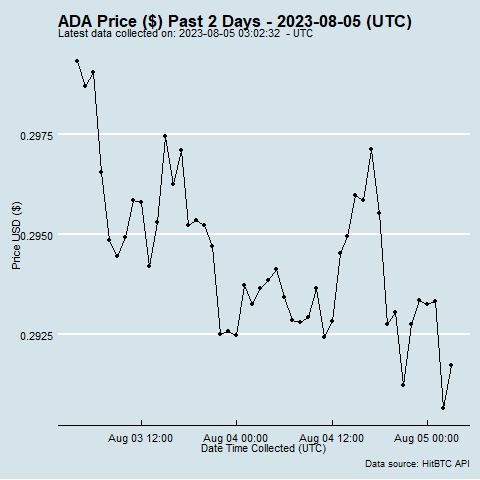 ADA Price ($) Past 2 Days - 2023-08-05 (UTC)
Latest data collected on: 2023-08-05 03:02:32 - UTC
0.2975
0.2950
0.2925
Price USD ($)
Aug 03 12:00 Aug 04 00:00 Aug 04 12:00 Aug 05 00:00
Date Time Collected (UTC)
Data source: HitBTC API